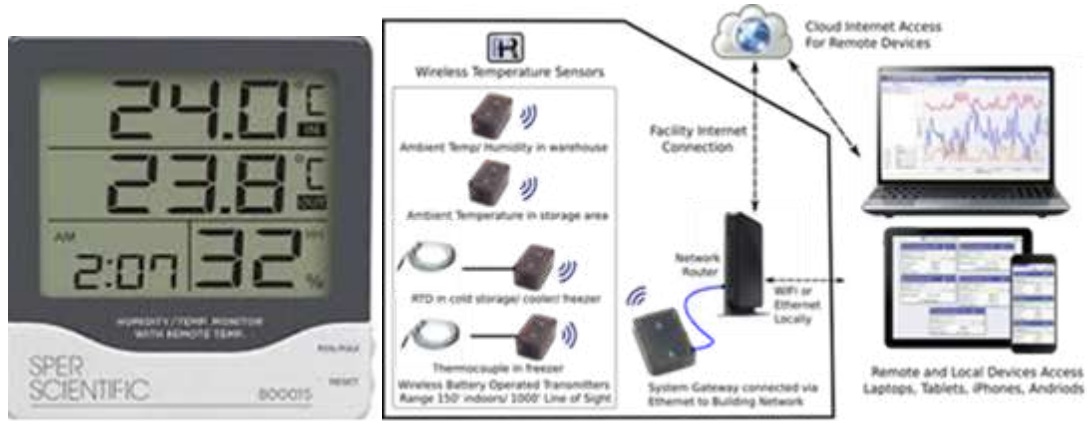 24.0 °C
IN
23.8 °C
OUT
AM
2:07
32 %
HUMIDITY/TEMP. MONITOR
WITH REMOTE TEMP.
MIN/MAX
RESET
SPER
SCIENTIFIC
800015
Wireless Temperature Sensors
Ambient Temp/ Humidity in warehouse
Ambient Temperature in storage area
RTD in cold storage/ cooler/ freezer
Thermocouple in freezer
Wireless Battery Operated Transmitters
Range 150' indoors/ 1000' Line of Sight
Cloud Internet Access
For Remote Devices
Facility Internet
Connection
Network
Router
WiFi or
Ethernet
Locally
System Gateway connected via
Ethernet to Building Network
Remote and Local Devices Access
Laptops, Tablets, iPhones, Andriods